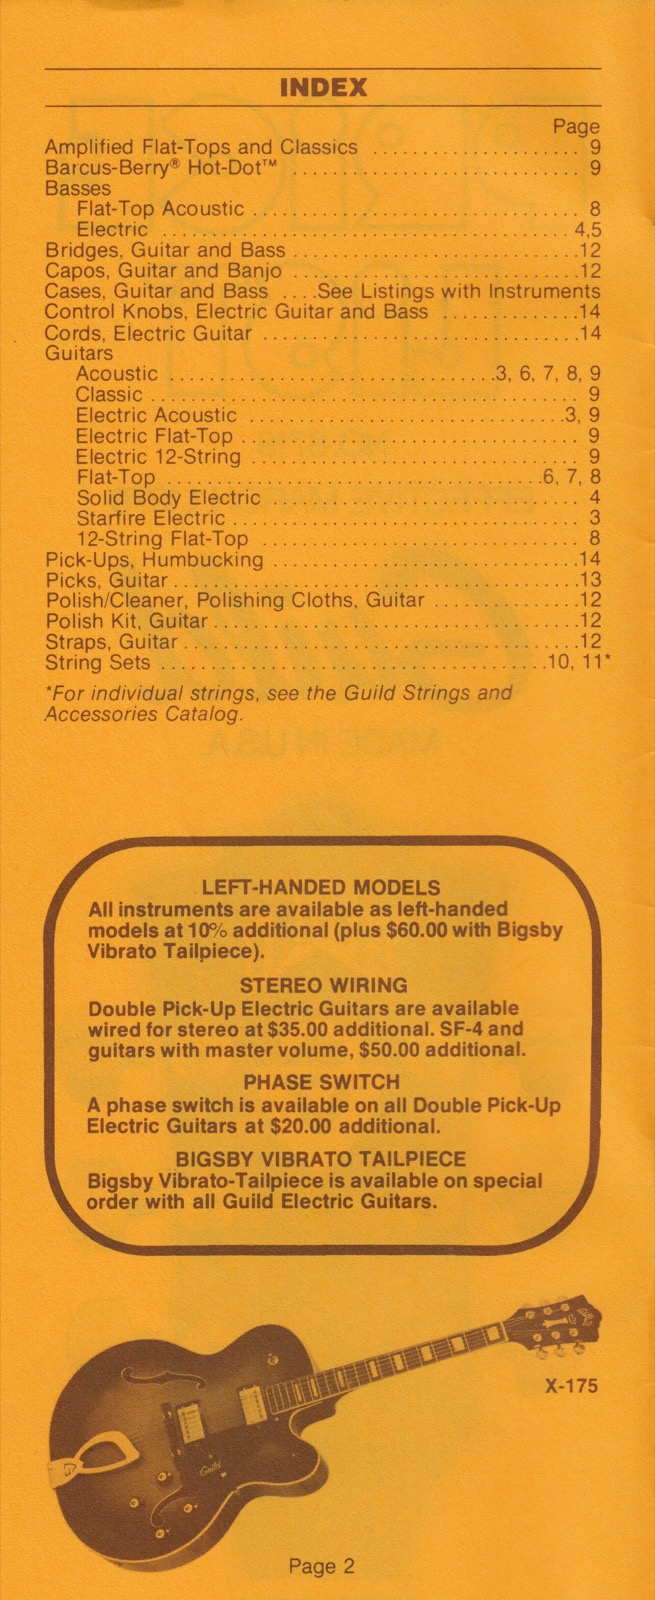 INDEX
Page
Amplified Flat-Tops and Classics ........................ 9
Barcus-Berry® Hot-Dot™ ................................ 9
Basses
Flat-Top Acoustic .................................... 8
Electric ............................................ 4,5
Bridges, Guitar and Bass ............................... 12
Capos, Guitar and Banjo ............................... 12
Cases, Guitar and Bass ....See Listings with Instruments
Control Knobs, Electric Guitar and Bass ............. 14
Cords, Electric Guitar ................................. 14
Guitars
Acoustic ................................ 3, 6, 7, 8, 9
Classic .............................................. 9
Electric Acoustic .................................. 3, 9
Electric Flat-Top .................................... 9
Electric 12-String ................................... 9
Flat-Top ......................................... 6, 7, 8
Solid Body Electric .................................. 4
Starfire Electric ..................................... 3
12-String Flat-Top ................................... 8
Pick-Ups, Humbucking ................................ 14
Picks, Guitar .......................................... 13
Polish/Cleaner, Polishing Cloths, Guitar .............. 12
Polish Kit, Guitar ...................................... 12
Straps, Guitar ......................................... 12
String Sets ........................................ 10, 11*
*For individual strings, see the Guild Strings and
Accessories Catalog.
LEFT-HANDED MODELS
All instruments are available as left-handed
models at 10% additional (plus $60.00 with Bigsby
Vibrato Tailpiece).
STEREO WIRING
Double Pick-Up Electric Guitars are available
wired for stereo at $35.00 additional. SF-4 and
guitars with master volume, $50.00 additional.
PHASE SWITCH
A phase switch is available on all Double Pick-Up
Electric Guitars at $20.00 additional.
BIGSBY VIBRATO TAILPIECE
Bigsby Vibrato-Tailpiece is available on special
order with all Guild Electric Guitars.
Guild
X-175
Guild
Page 2